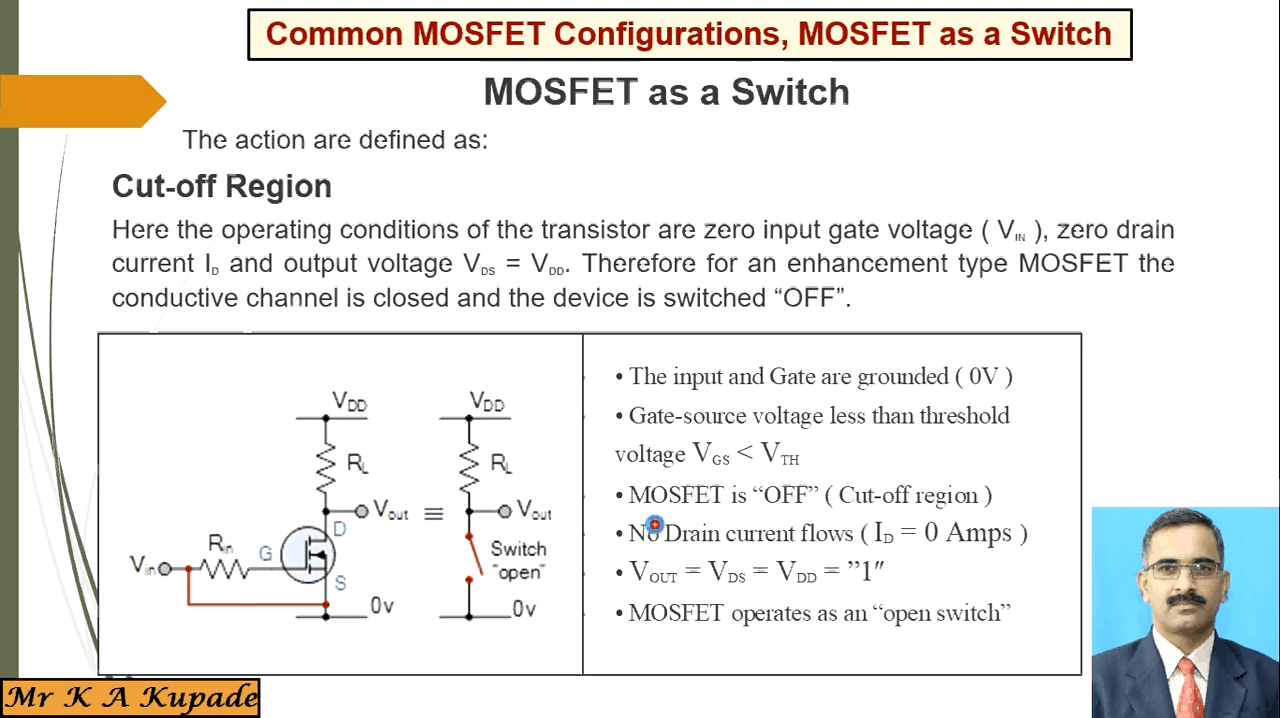 Common MOSFET Configurations, MOSFET as a Switch
MOSFET as a Switch
The action are defined as:
Cut-off Region
Here the operating conditions of the transistor are zero input gate voltage ( VIN ), zero drain
current ID and output voltage VDS = VDD. Therefore for an enhancement type MOSFET the
conductive channel is closed and the device is switched “OFF”.
VDD
RL
Vout
D
Rin
G
Vin
S
0v
≡
VDD
RL
Vout
Switch
"open"
0v
• The input and Gate are grounded ( 0V )
• Gate-source voltage less than threshold
voltage VGS < VTH
• MOSFET is “OFF” ( Cut-off region )
• No Drain current flows ( ID = 0 Amps )
• VOUT = VDS = VDD = ”1″
• MOSFET operates as an “open switch”
Mr K A Kupade